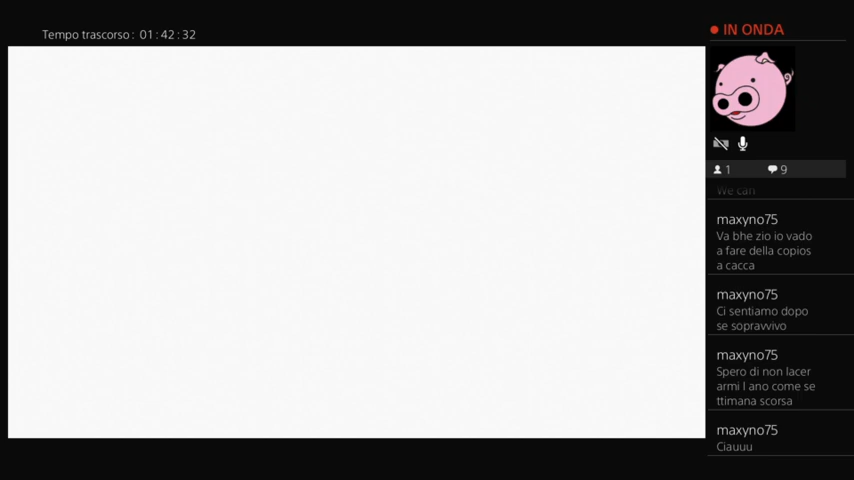 Tempo trascorso: 01:42:32
IN ONDA
1 9
We can
maxyno75
Va bhe zio io vado
a fare della copios
a cacca
maxyno75
Ci sentiamo dopo
se sopravvivo
maxyno75
Spero di non lacer
armi l ano come se
ttimana scorsa
maxyno75
Ciauuu